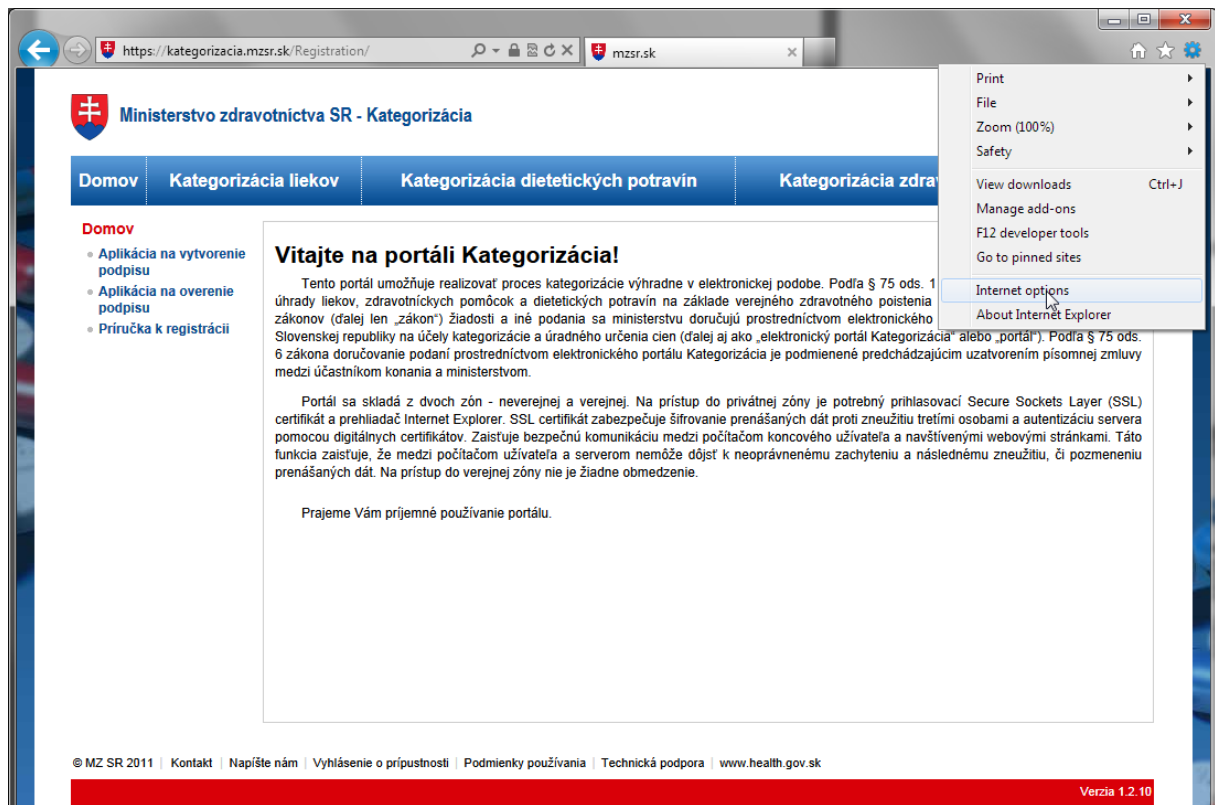 https://kategorizacia.mzsr.sk/Registration/
mzsr.sk
Print
File
Zoom (100%)
Safety
View downloads Ctrl+J
Manage add-ons
F12 developer tools
Go to pinned sites
Internet options
About Internet Explorer
Ministerstvo zdravotníctva SR - Kategorizácia
Domov Kategorizácia liekov Kategorizácia dietetických potravín Kategorizácia zdra
Domov
Aplikácia na vytvorenie
podpisu
Aplikácia na overenie
podpisu
Príručka k registrácii
Vitajte na portáli Kategorizácia!
Tento portál umožňuje realizovať proces kategorizácie výhradne v elektronickej podobe. Podľa § 75 ods. 1
úhrady liekov, zdravotníckych pomôcok a dietetických potravín na základe verejného zdravotného poistenia
zákonov (ďalej len „zákon“) žiadosti a iné podania sa ministerstvu doručujú prostredníctvom elektronického
Slovenskej republiky na účely kategorizácie a úradného určenia cien (ďalej aj ako „elektronický portál Kategorizácia“ alebo „portál“). Podľa § 75 ods.
6 zákona doručovanie podaní prostredníctvom elektronického portálu Kategorizácia je podmienené predchádzajúcim uzatvorením písomnej zmluvy
medzi účastníkom konania a ministerstvom.
Portál sa skladá z dvoch zón - neverejnej a verejnej. Na prístup do privátnej zóny je potrebný prihlasovací Secure Sockets Layer (SSL)
certifikát a prehliadač Internet Explorer. SSL certifikát zabezpečuje šifrovanie prenášaných dát proti zneužitiu tretími osobami a autentizáciu servera
pomocou digitálnych certifikátov. Zaisťuje bezpečnú komunikáciu medzi počítačom koncového užívateľa a navštívenými webovými stránkami. Táto
funkcia zaisťuje, že medzi počítačom užívateľa a serverom nemôže dôjsť k neoprávnenému zachyteniu a následnému zneužitiu, či pozmeneniu
prenášaných dát. Na prístup do verejnej zóny nie je žiadne obmedzenie.
Prajeme Vám príjemné používanie portálu.
© MZ SR 2011 | Kontakt | Napíšte nám | Vyhlásenie o prípustnosti | Podmienky používania | Technická podpora | www.health.gov.sk
Verzia 1.2.10